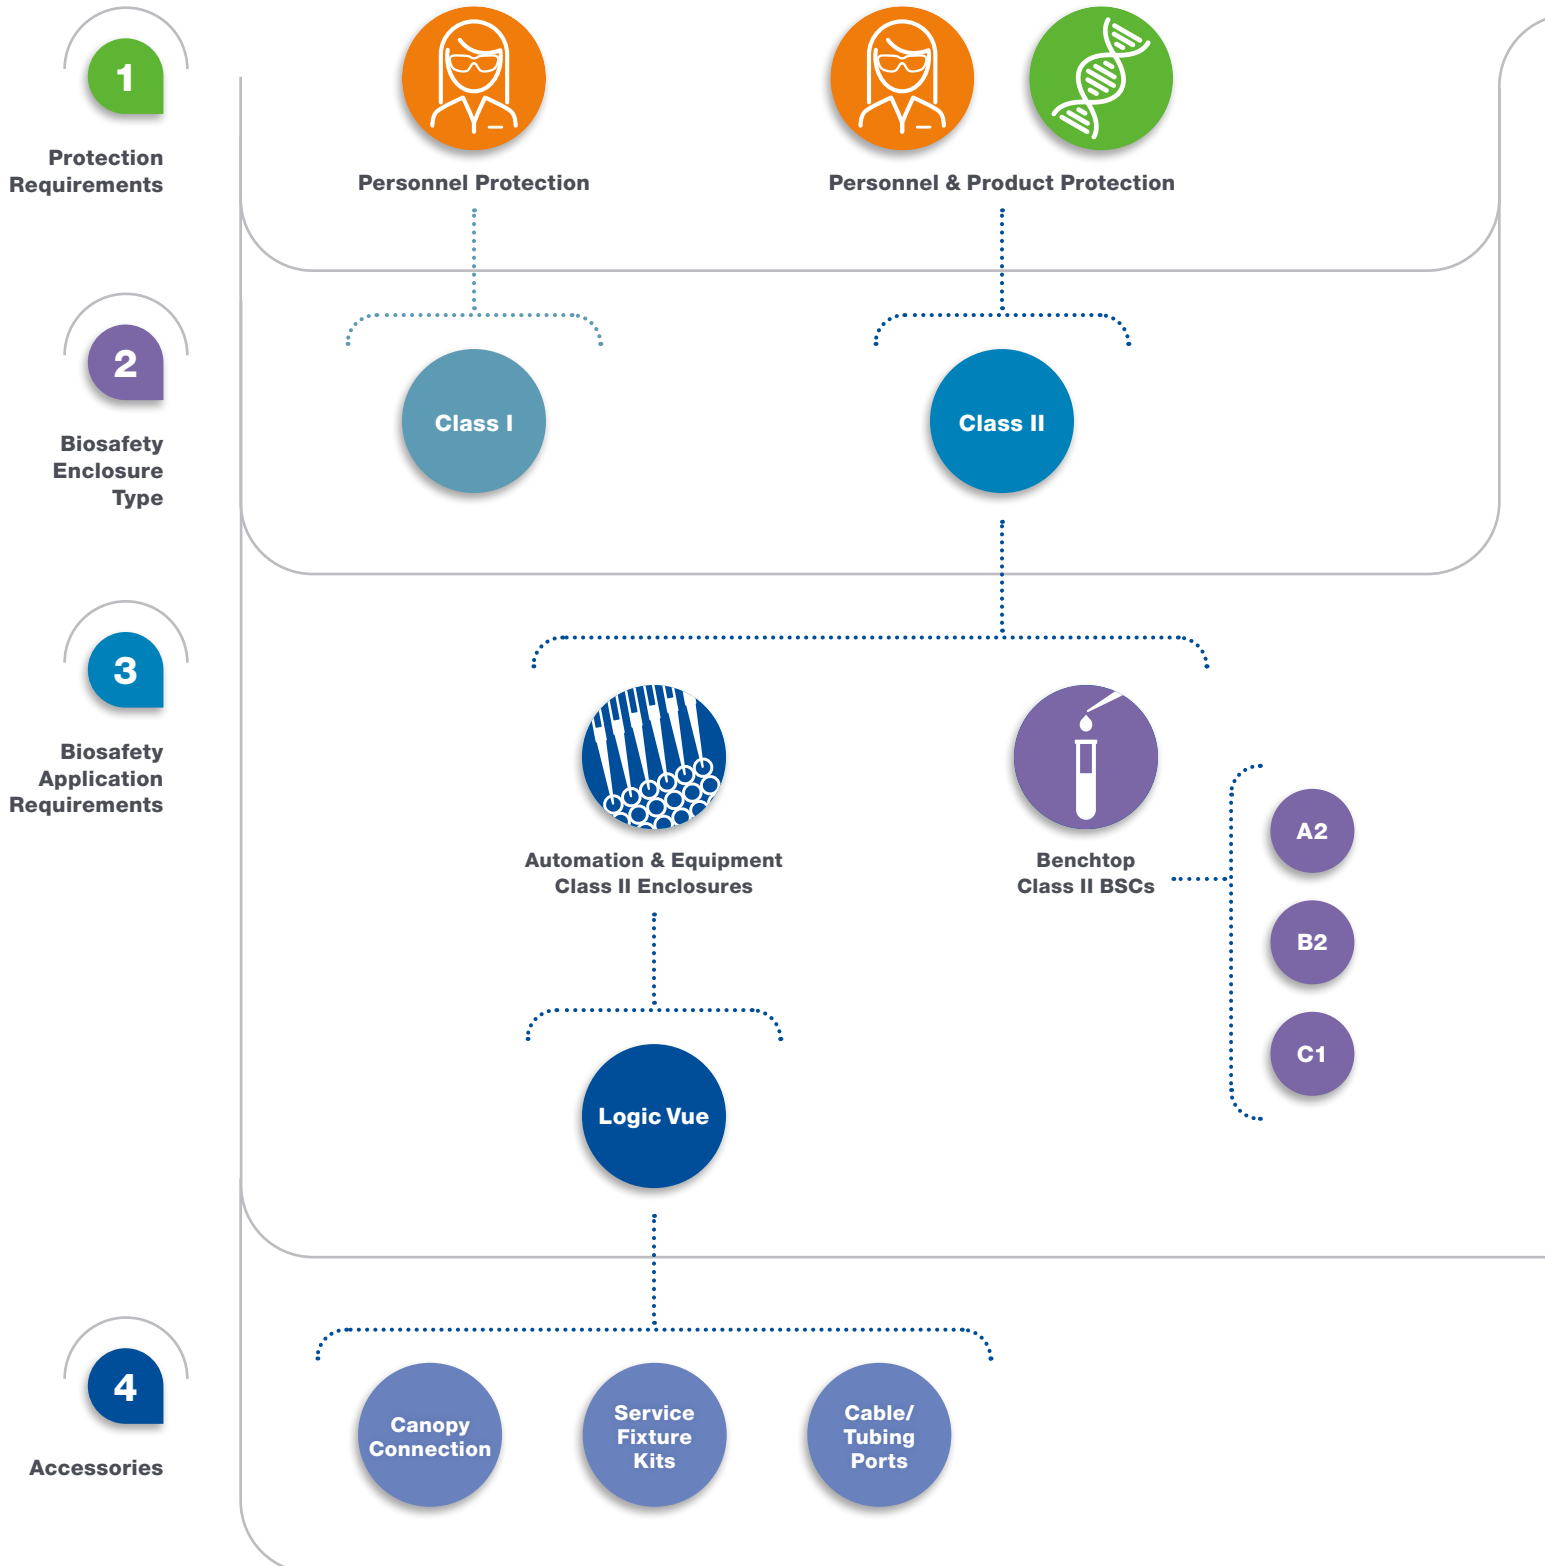 1
Protection
Requirements
Personnel Protection
Personnel & Product Protection
2
Biosafety
Enclosure
Type
Class I
Class II
3
Biosafety
Application
Requirements
Automation & Equipment
Class II Enclosures
Benchtop
Class II BSCs
A2
B2
C1
Logic Vue
4
Accessories
Canopy
Connection
Service
Fixture
Kits
Cable/
Tubing
Ports